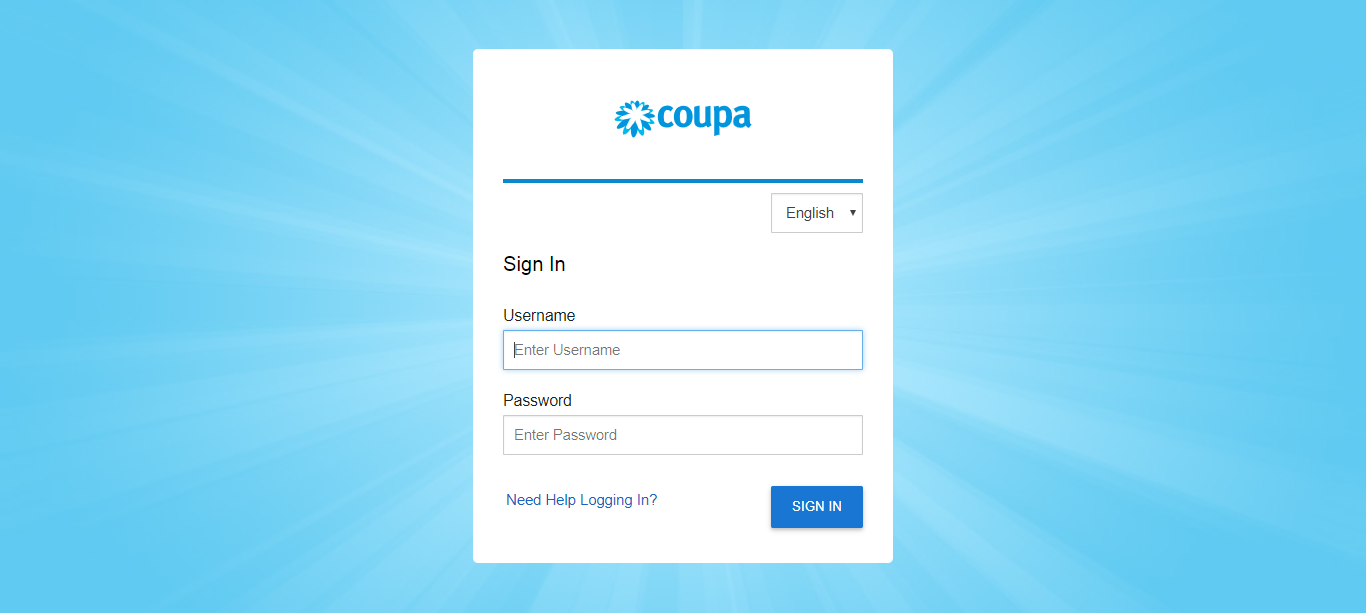 coupa
English
Sign In
Username
Enter Username
Password
Enter Password
Need Help Logging In?
SIGN IN